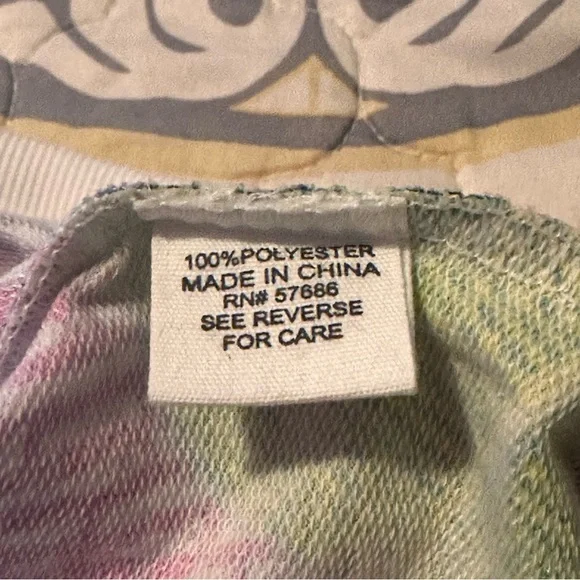 100%POLYESTER
MADE IN CHINA
RN# 57686
SEE REVERSE
FOR CARE